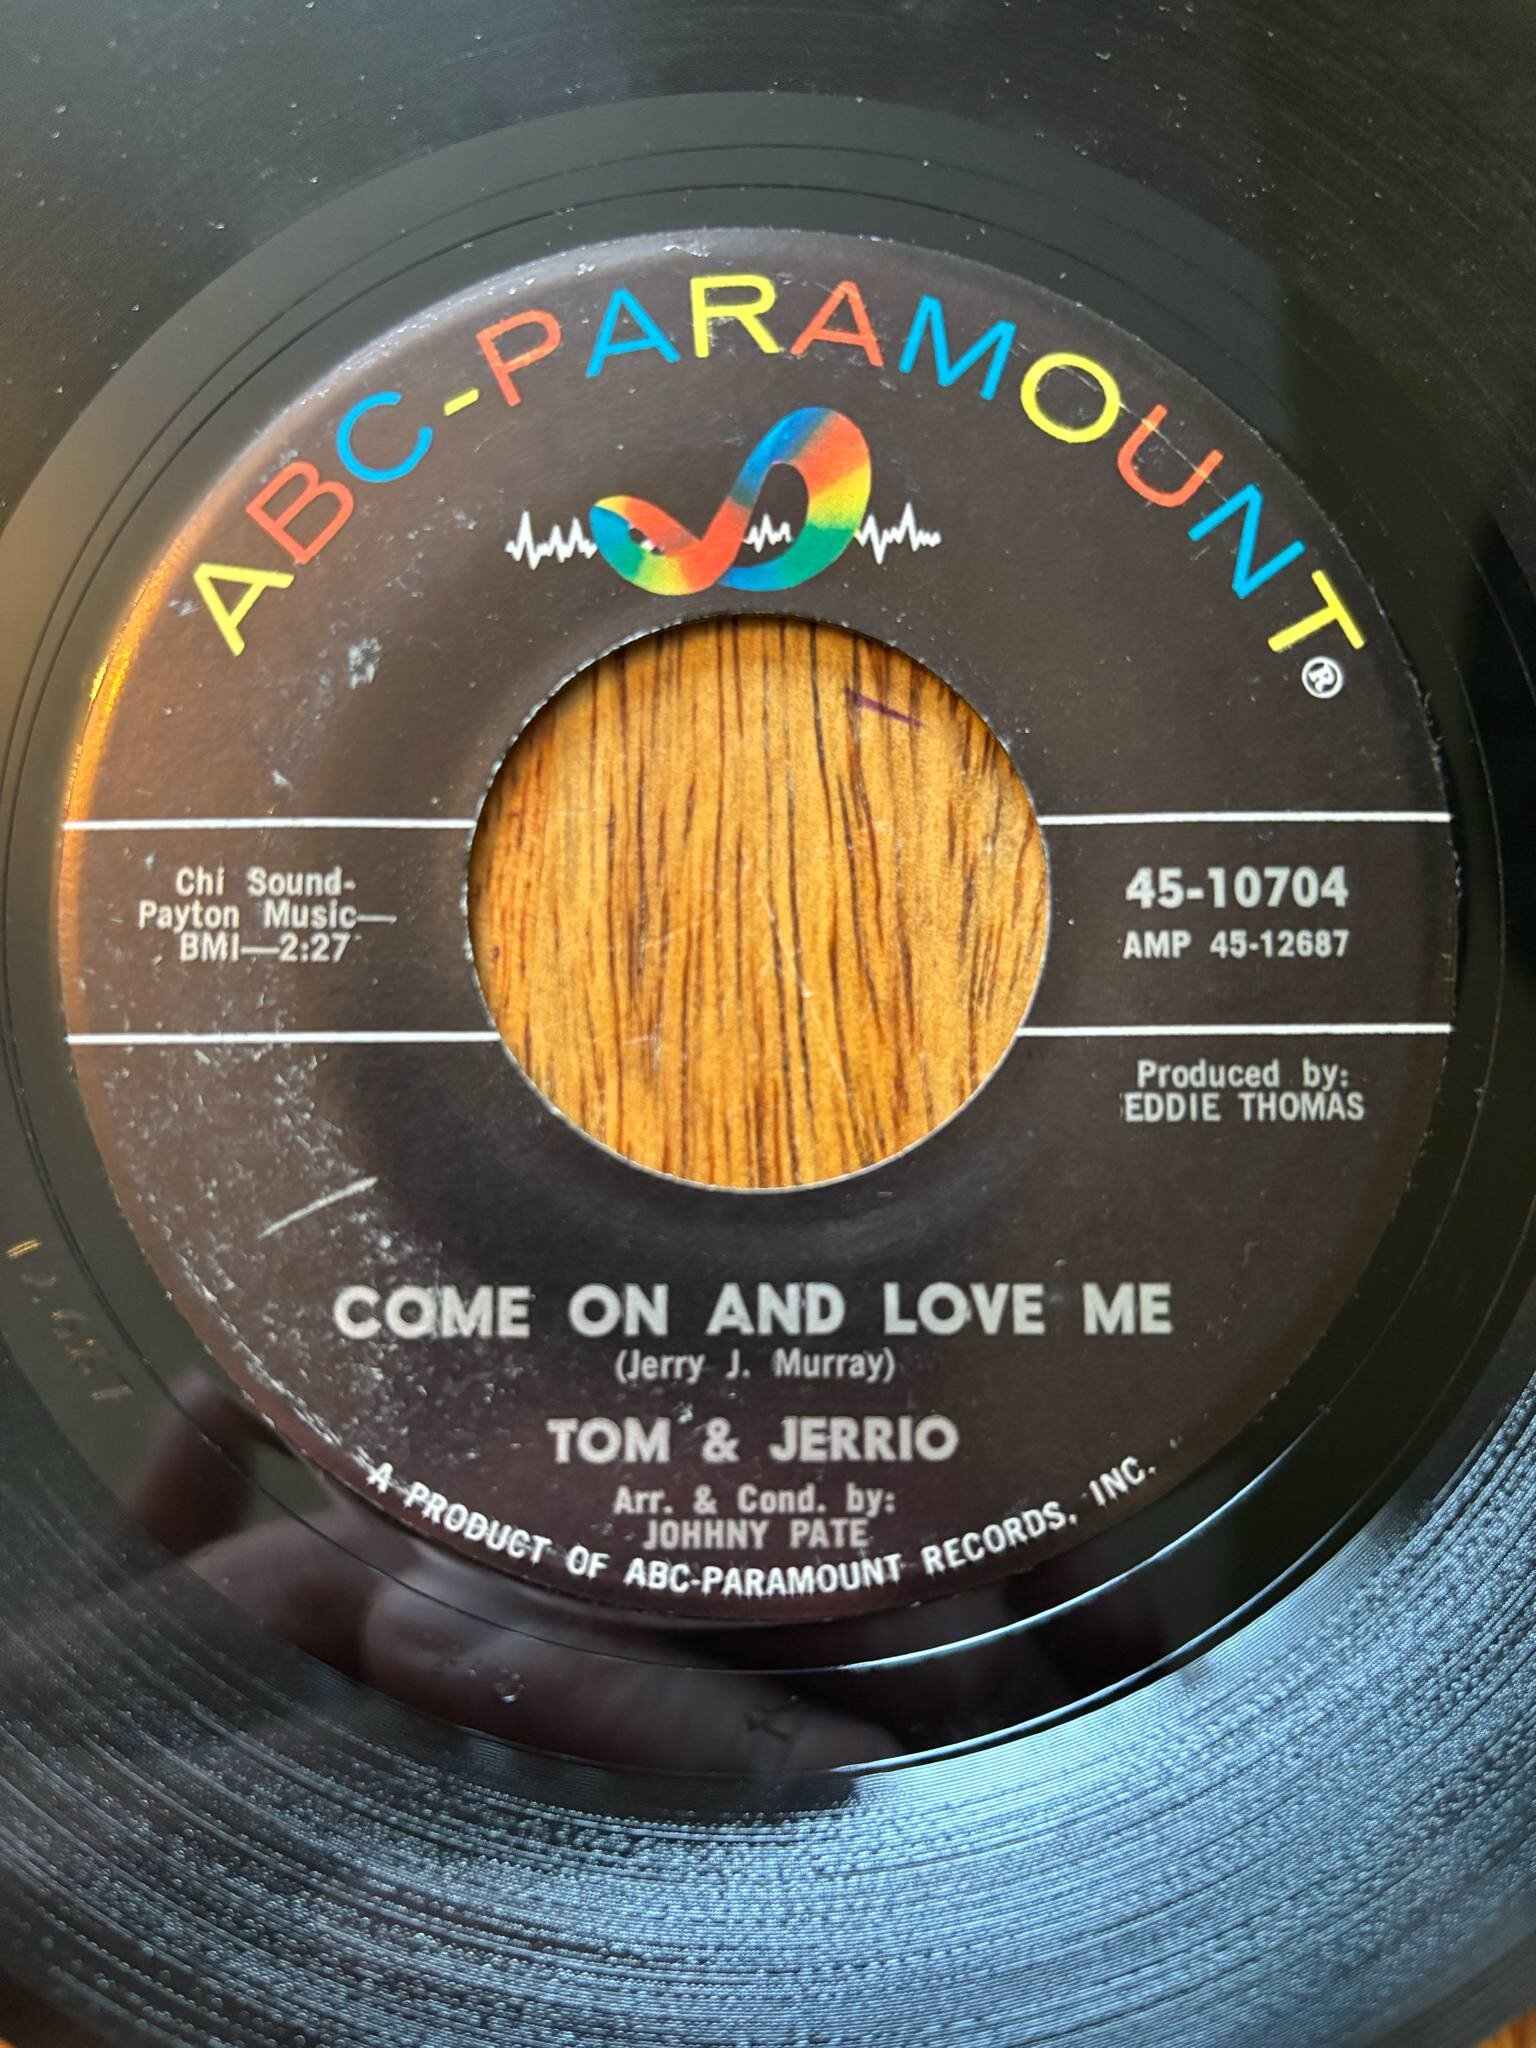 ABC-PARAMOUNT®
Chi Sound-
Payton Music—
BMI—2:27
45-10704
AMP 45-12687
Produced by:
EDDIE THOMAS
COME ON AND LOVE ME
(Jerry J. Murray)
TOM & JERRIO
Arr. & Cond. by:
JOHHNY PATE
A PRODUCT OF ABC-PARAMOUNT RECORDS, INC.